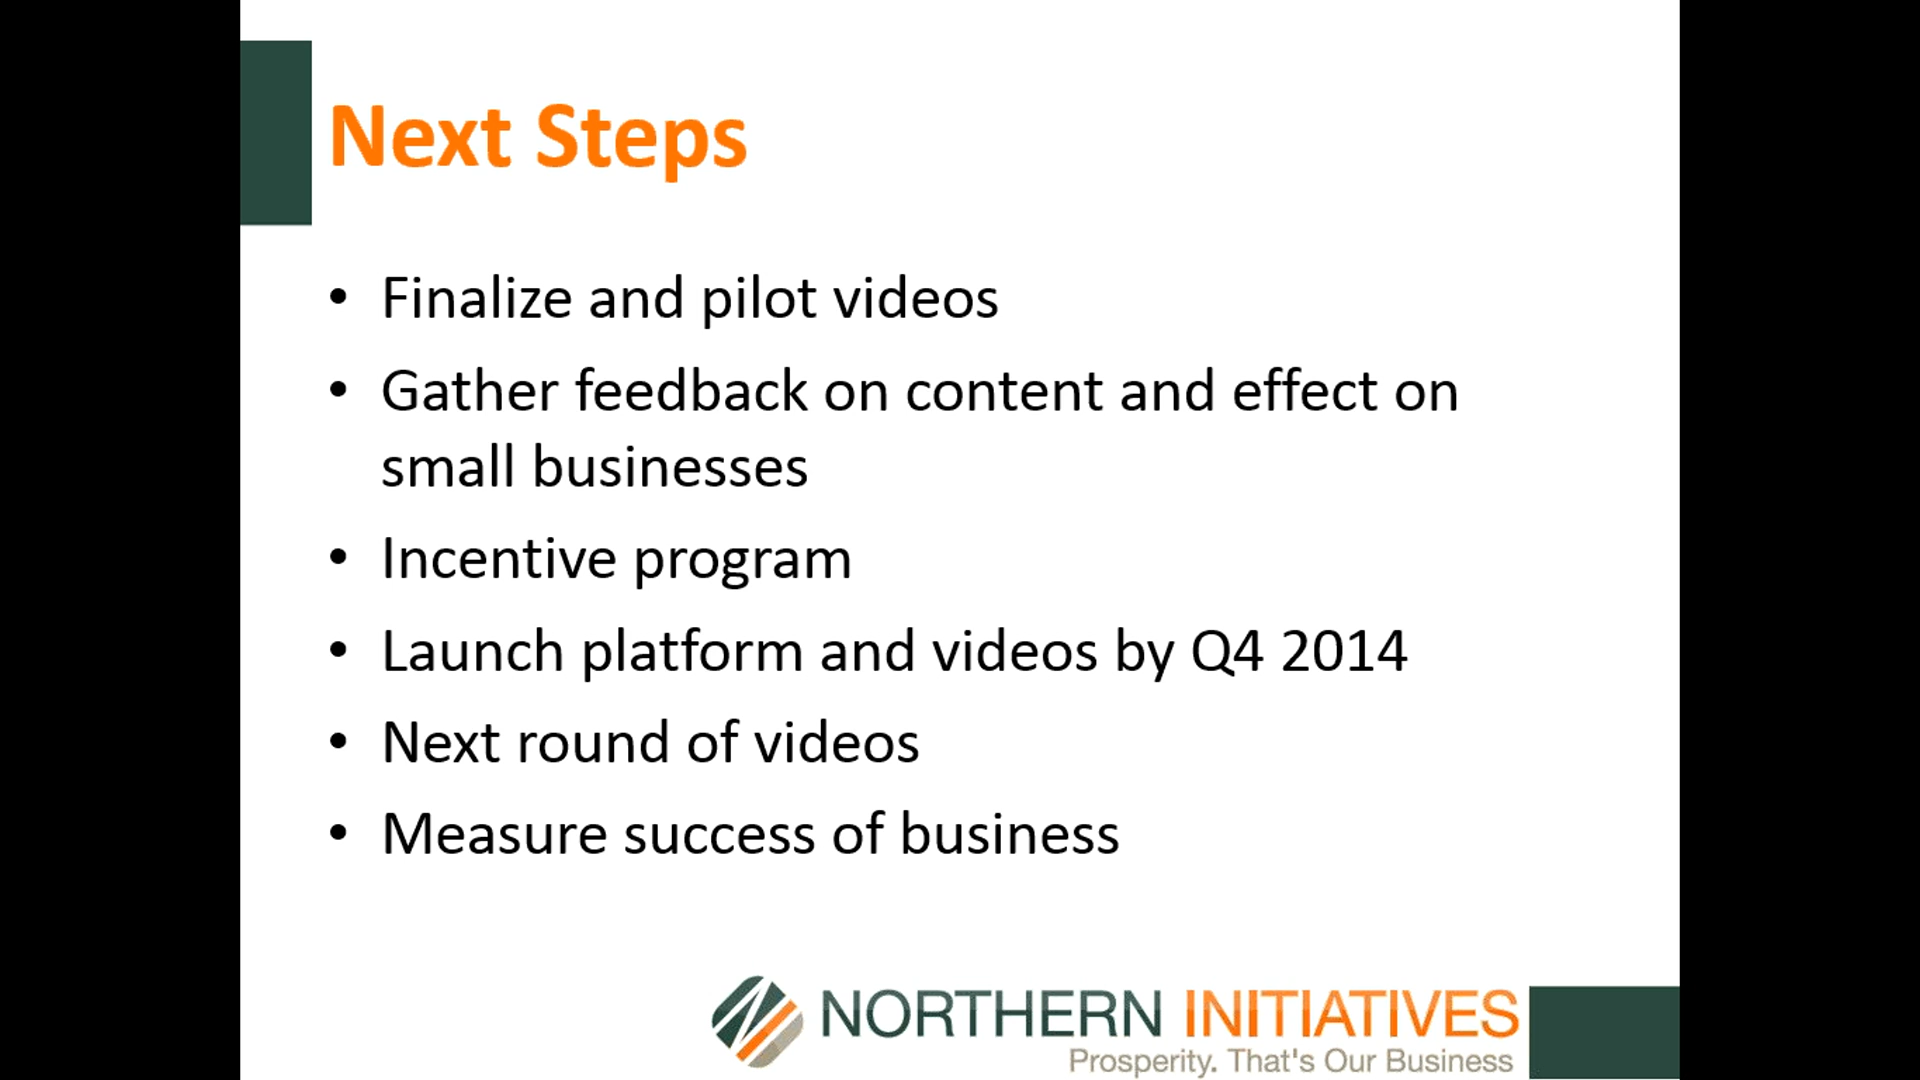 Next Steps
• Finalize and pilot videos
• Gather feedback on content and effect on
small businesses
• Incentive program
• Launch platform and videos by Q4 2014
• Next round of videos
• Measure success of business
NORTHERN INITIATIVES
Prosperity. That's Our Business